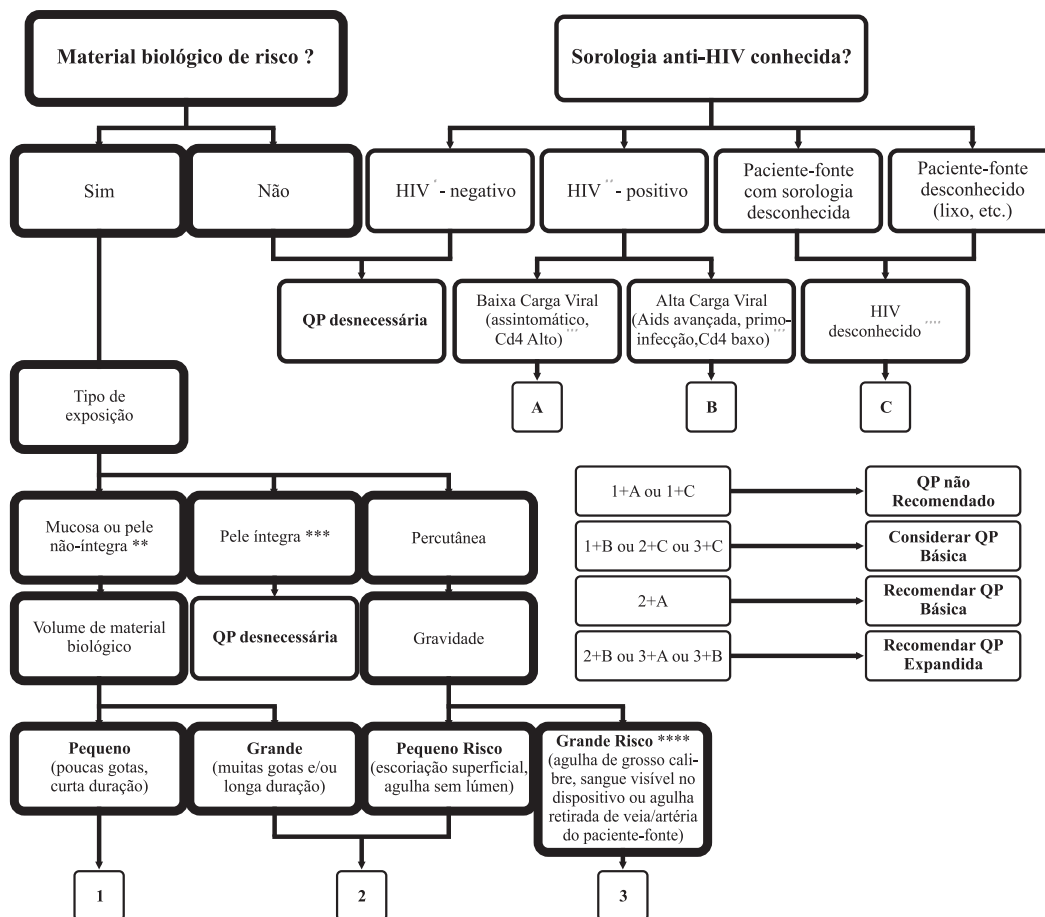 Material biológico de risco ?
Sorologia anti-HIV conhecida?
Sim
Não
HIV * - negativo
HIV ** - positivo
Paciente-fonte
com sorologia
desconhecida
Paciente-fonte
desconhecido
(lixo, etc.)
QP desnecessária
Baixa Carga Viral
(assintomático,
Cd4 Alto) ***
Alta Carga Viral
(Aids avançada, primo-
infecção,Cd4 baxo) ***
HIV
desconhecido ****
Tipo de
exposição
A
B
C
Mucosa ou pele
não-íntegra **
Pele íntegra ***
Percutânea
1+A ou 1+C
QP não
Recomendado
1+B ou 2+C ou 3+C
Considerar QP
Básica
Volume de material
biológico
QP desnecessária
Gravidade
2+A
Recomendar QP
Básica
2+B ou 3+A ou 3+B
Recomendar QP
Expandida
Pequeno
(poucas gotas,
curta duração)
Grande
(muitas gotas e/ou
longa duração)
Pequeno Risco
(escoriação superficial,
agulha sem lúmen)
Grande Risco ****
(agulha de grosso cali-
bre, sangue visível no
dispositivo ou agulha
retirada de veia/artéria
do paciente-fonte)
1
2
3